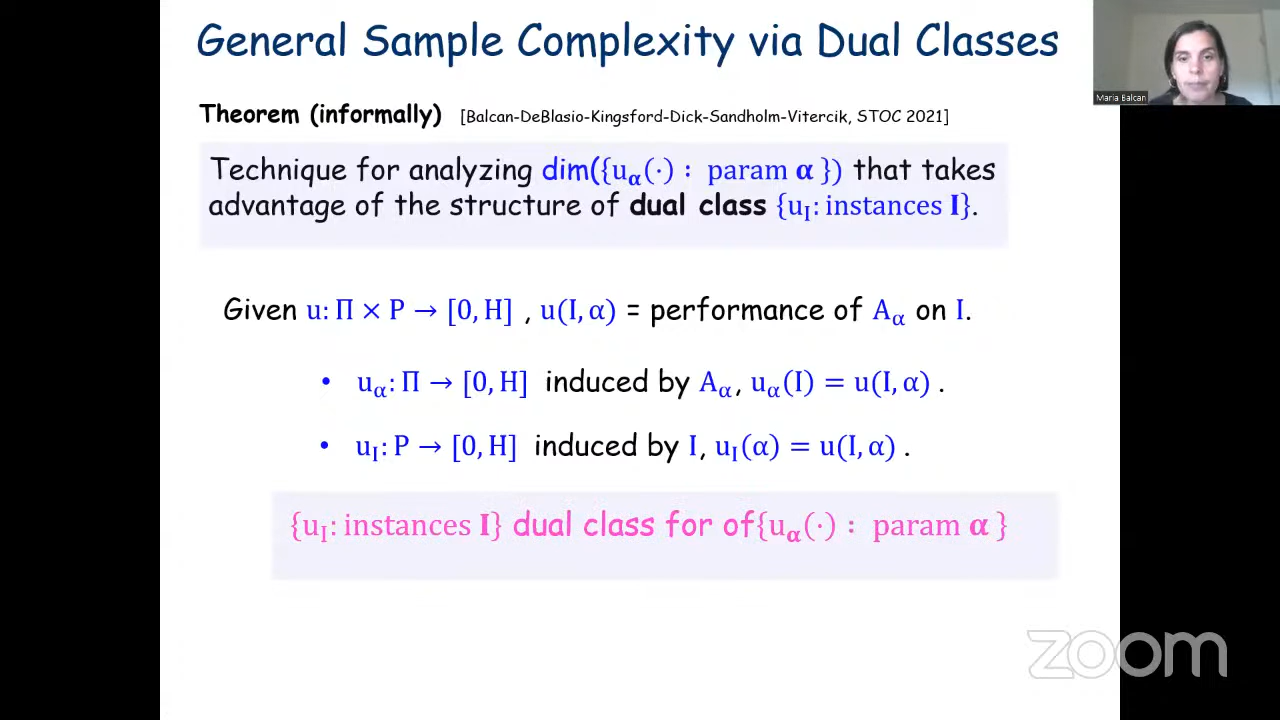 General Sample Complexity via Dual Classes
Maria Balcan
Theorem (informally) [Balcan-DeBlasio-Kingsford-Dick-Sandholm-Vitercik, STOC 2021]
Technique for analyzing dim({u_α(·) : param α }) that takes
advantage of the structure of dual class {u_I: instances I}.
Given u: Π × P → [0, H] , u(I, α) = performance of A_α on I.
• u_α: Π → [0, H] induced by A_α, u_α(I) = u(I, α) .
• u_I: P → [0, H] induced by I, u_I(α) = u(I, α) .
{u_I: instances I} dual class for of{u_α(·) : param α }
zoom